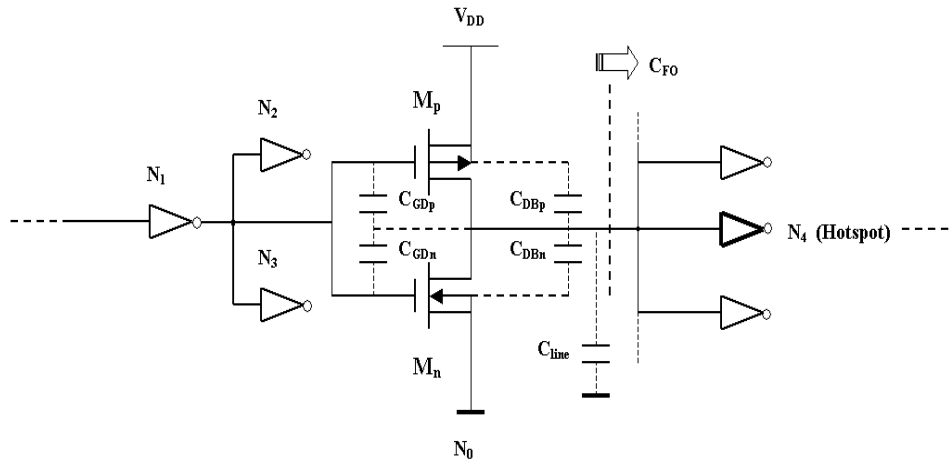 V_DD
C_FO
M_p
N_2
N_1
C_GDp
C_DBp
N_4 (Hotspot)
C_GDn
C_DBn
N_3
C_line
M_n
N_0